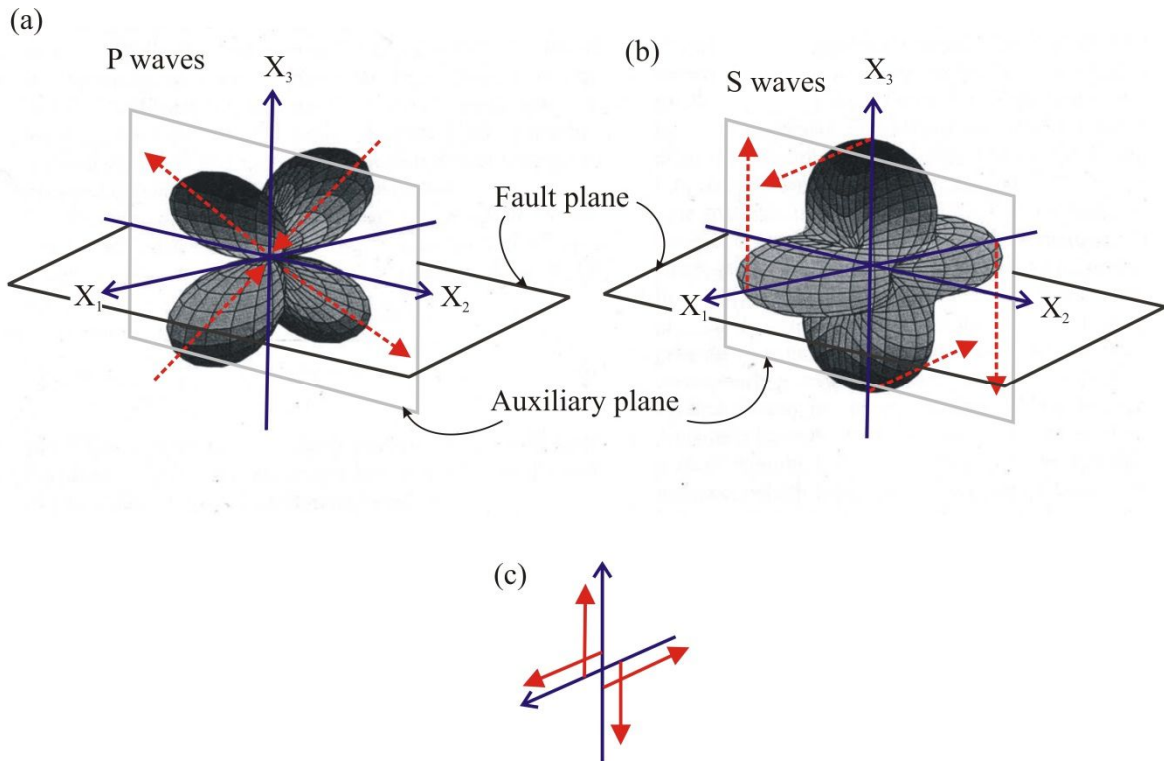 (a)
P waves
X3
X1
X2
Fault plane
Auxiliary plane
(b)
S waves
X3
X1
X2
(c)